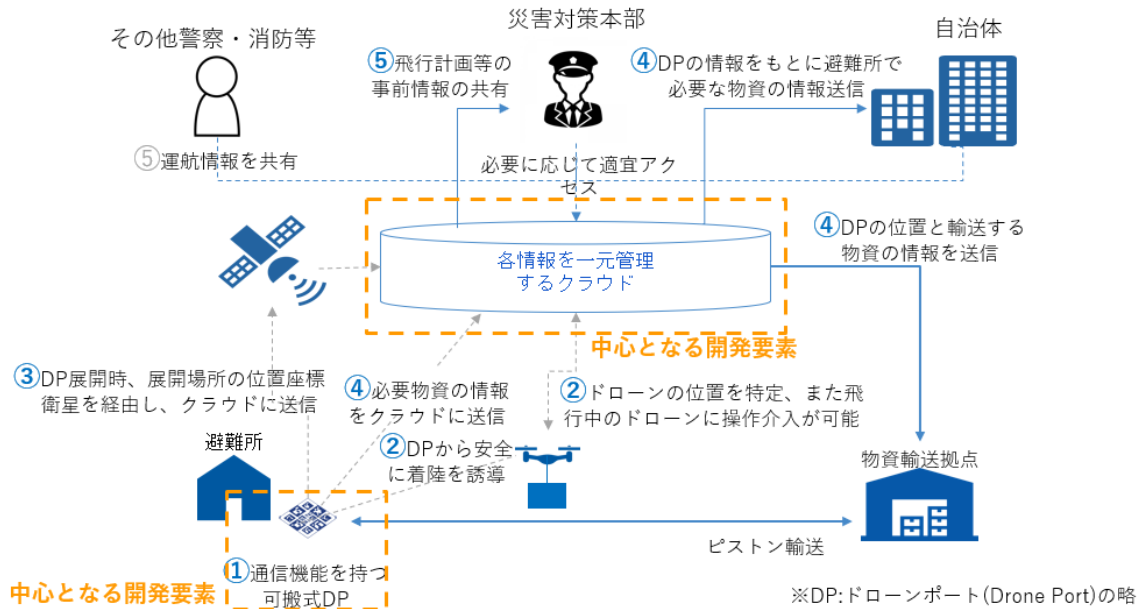 災害対策本部
その他警察・消防等
自治体
⑤飛行計画等の
事前情報の共有
④DPの情報をもとに避難所で
必要な物資の情報送信
⑤運航情報を共有
必要に応じて適宜アク
セス
④DPの位置と輸送する
物資の情報を送信
各情報を一元管理
するクラウド
中心となる開発要素
③DP展開時、展開場所の位置座標
衛星を経由し、クラウドに送信
④必要物資の情報
をクラウドに送信
②ドローンの位置を特定、また飛
行中のドローンに操作介入が可能
避難所
②DPから安全
に着陸を誘導
物資輸送拠点
ピストン輸送
①通信機能を持つ
可搬式DP
中心となる開発要素
※DP:ドローンポート(Drone Port)の略